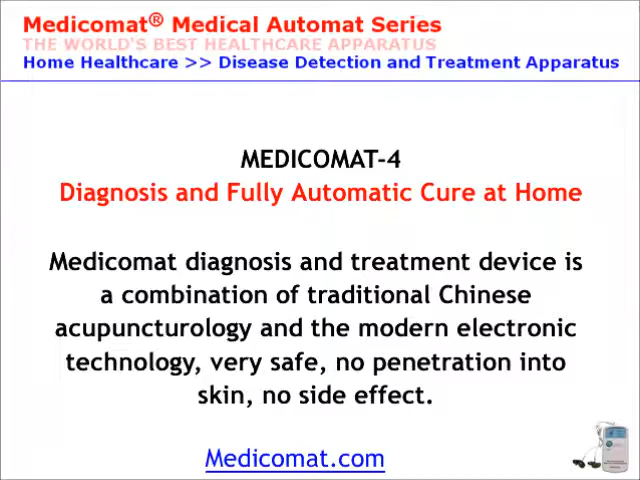 Medicomat® Medical Automat Series
THE WORLD'S BEST HEALTHCARE APPARATUS
Home Healthcare >> Disease Detection and Treatment Apparatus
MEDICOMAT-4
Diagnosis and Fully Automatic Cure at Home
Medicomat diagnosis and treatment device is
a combination of traditional Chinese
acupuncturology and the modern electronic
technology, very safe, no penetration into
skin, no side effect.
Medicomat.com